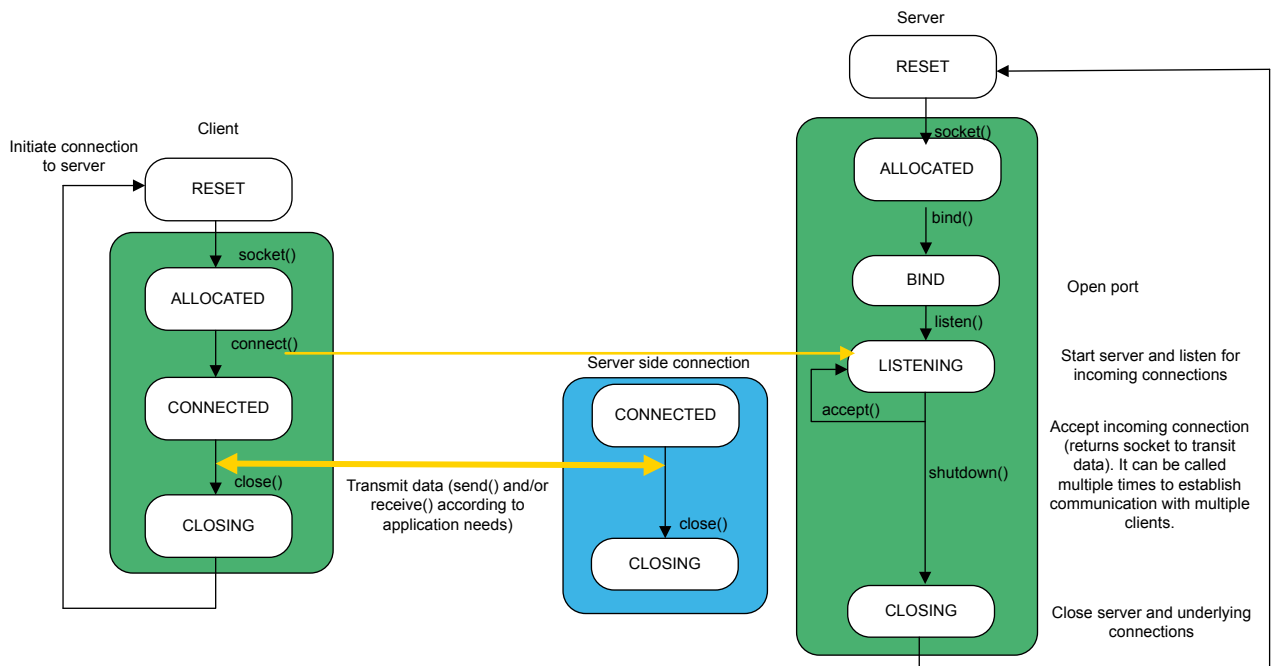 Client
Initiate connection
to server
RESET
socket()
ALLOCATED
connect()
CONNECTED
close()
CLOSING
Transmit data (send() and/or
receive() according to
application needs)
Server side connection
CONNECTED
close()
CLOSING
Server
RESET
socket()
ALLOCATED
bind()
BIND
Open port
listen()
LISTENING
Start server and listen for
incoming connections
accept()
Accept incoming connection
(returns socket to transit
data). It can be called
multiple times to establish
communication with multiple
clients.
shutdown()
CLOSING
Close server and underlying
connections